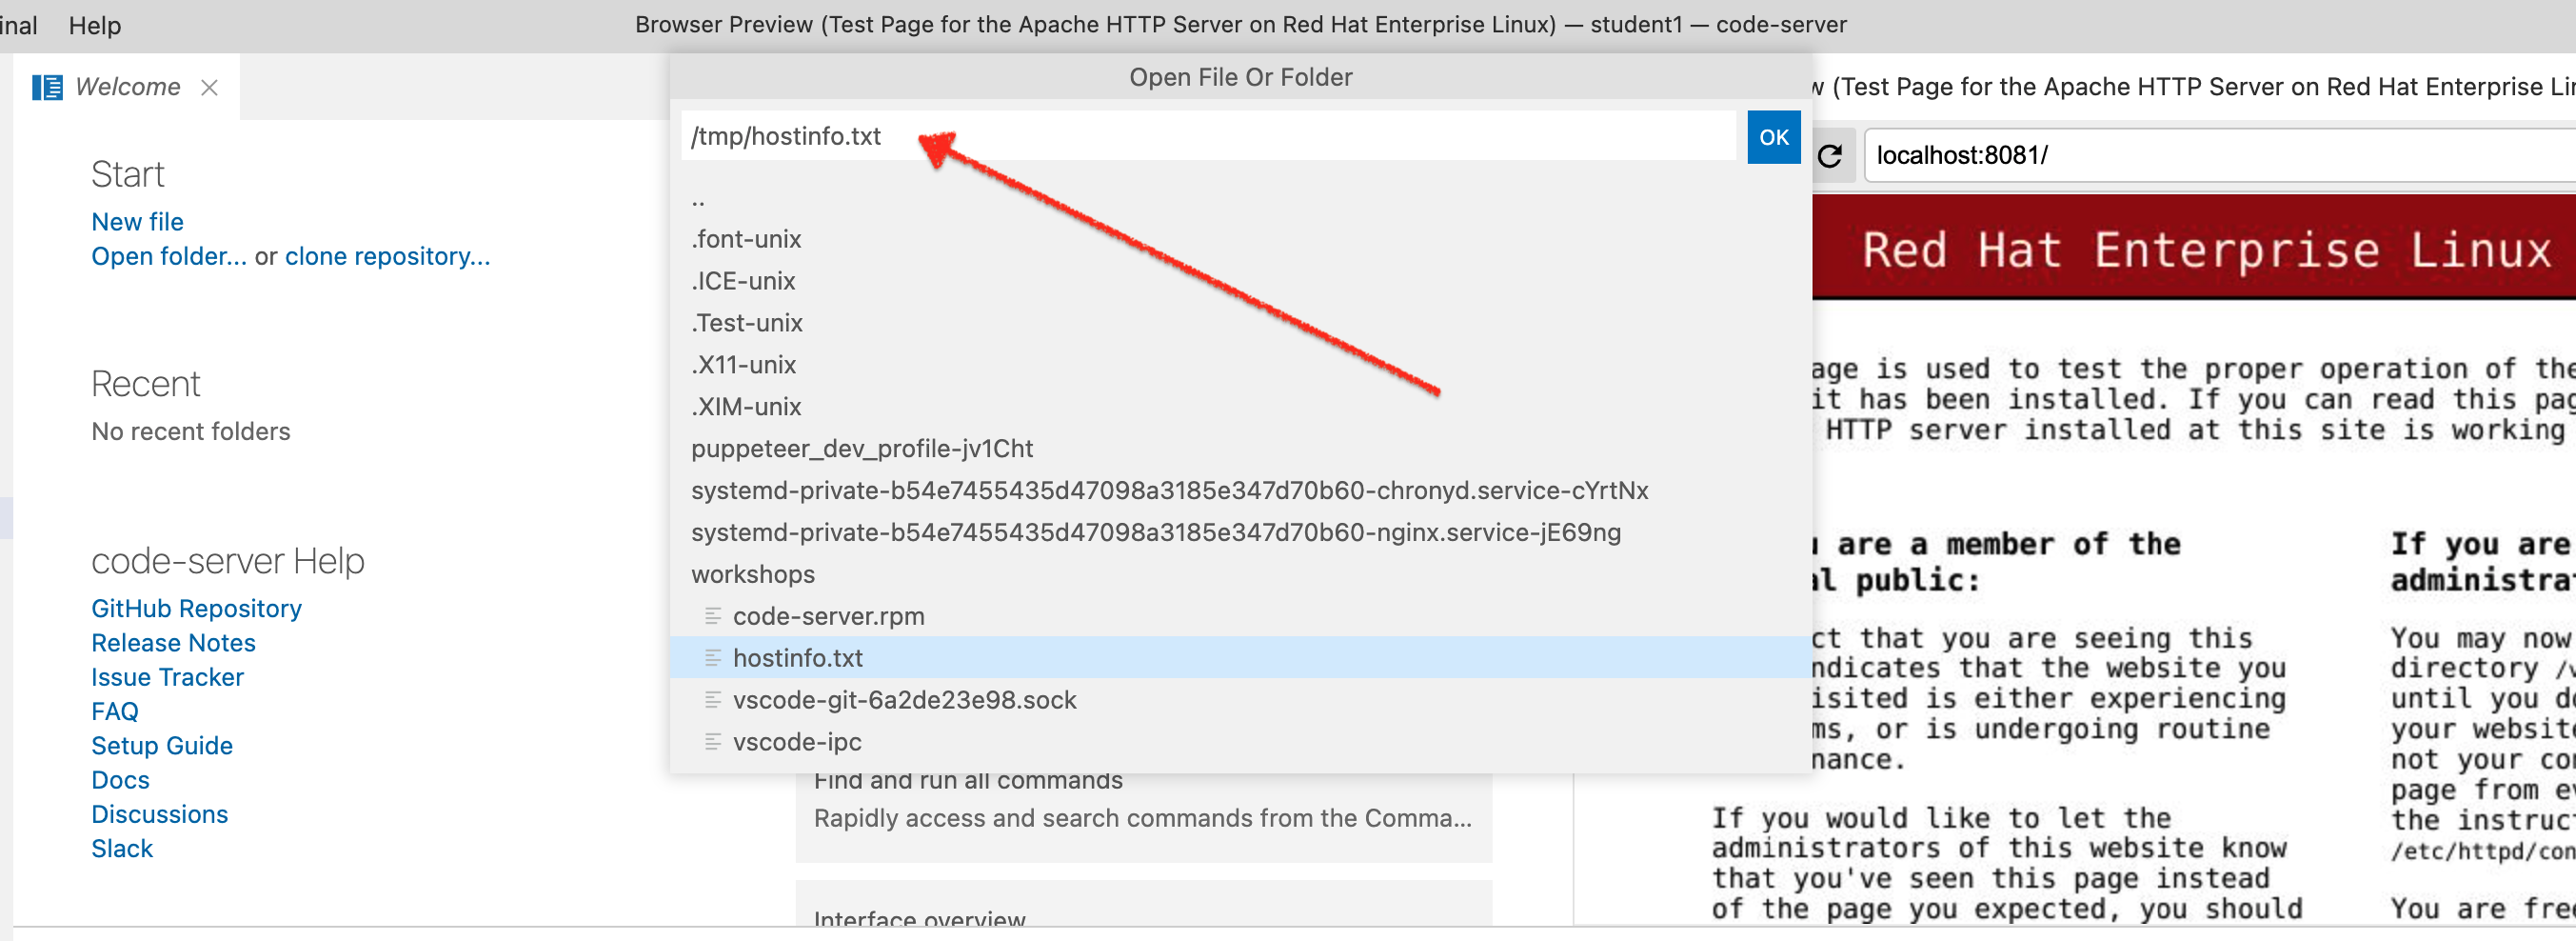 inal Help
Browser Preview (Test Page for the Apache HTTP Server on Red Hat Enterprise Linux) — student1 — code-server
Welcome
Start
New file
Open folder... or clone repository...
Recent
No recent folders
code-server Help
GitHub Repository
Release Notes
Issue Tracker
FAQ
Setup Guide
Docs
Discussions
Slack
Open File Or Folder
/tmp/hostinfo.txt
OK
..
.font-unix
.ICE-unix
.Test-unix
.X11-unix
.XIM-unix
puppeteer_dev_profile-jv1Cht
systemd-private-b54e7455435d47098a3185e347d70b60-chronyd.service-cYrtNx
systemd-private-b54e7455435d47098a3185e347d70b60-nginx.service-jE69ng
workshops
code-server.rpm
hostinfo.txt
vscode-git-6a2de23e98.sock
vscode-ipc
Find and run all commands
Rapidly access and search commands from the Comma...
Interface overview
(Test Page for the Apache HTTP Server on Red Hat Enterprise Lin
localhost:8081/
Red Hat Enterprise Linux
age is used to test the proper operation of the
it has been installed. If you can read this pag
HTTP server installed at this site is working
are a member of the
al public:
ct that you are seeing this
ndicates that the website you
isited is either experiencing
ms, or is undergoing routine
nance.
If you would like to let the
administrators of this website know
that you've seen this page instead
of the page you expected, you should
If you are
administra
You may now
directory /v
until you do
your website
not your con
page from ev
the instruct
/etc/httpd/con
You are free